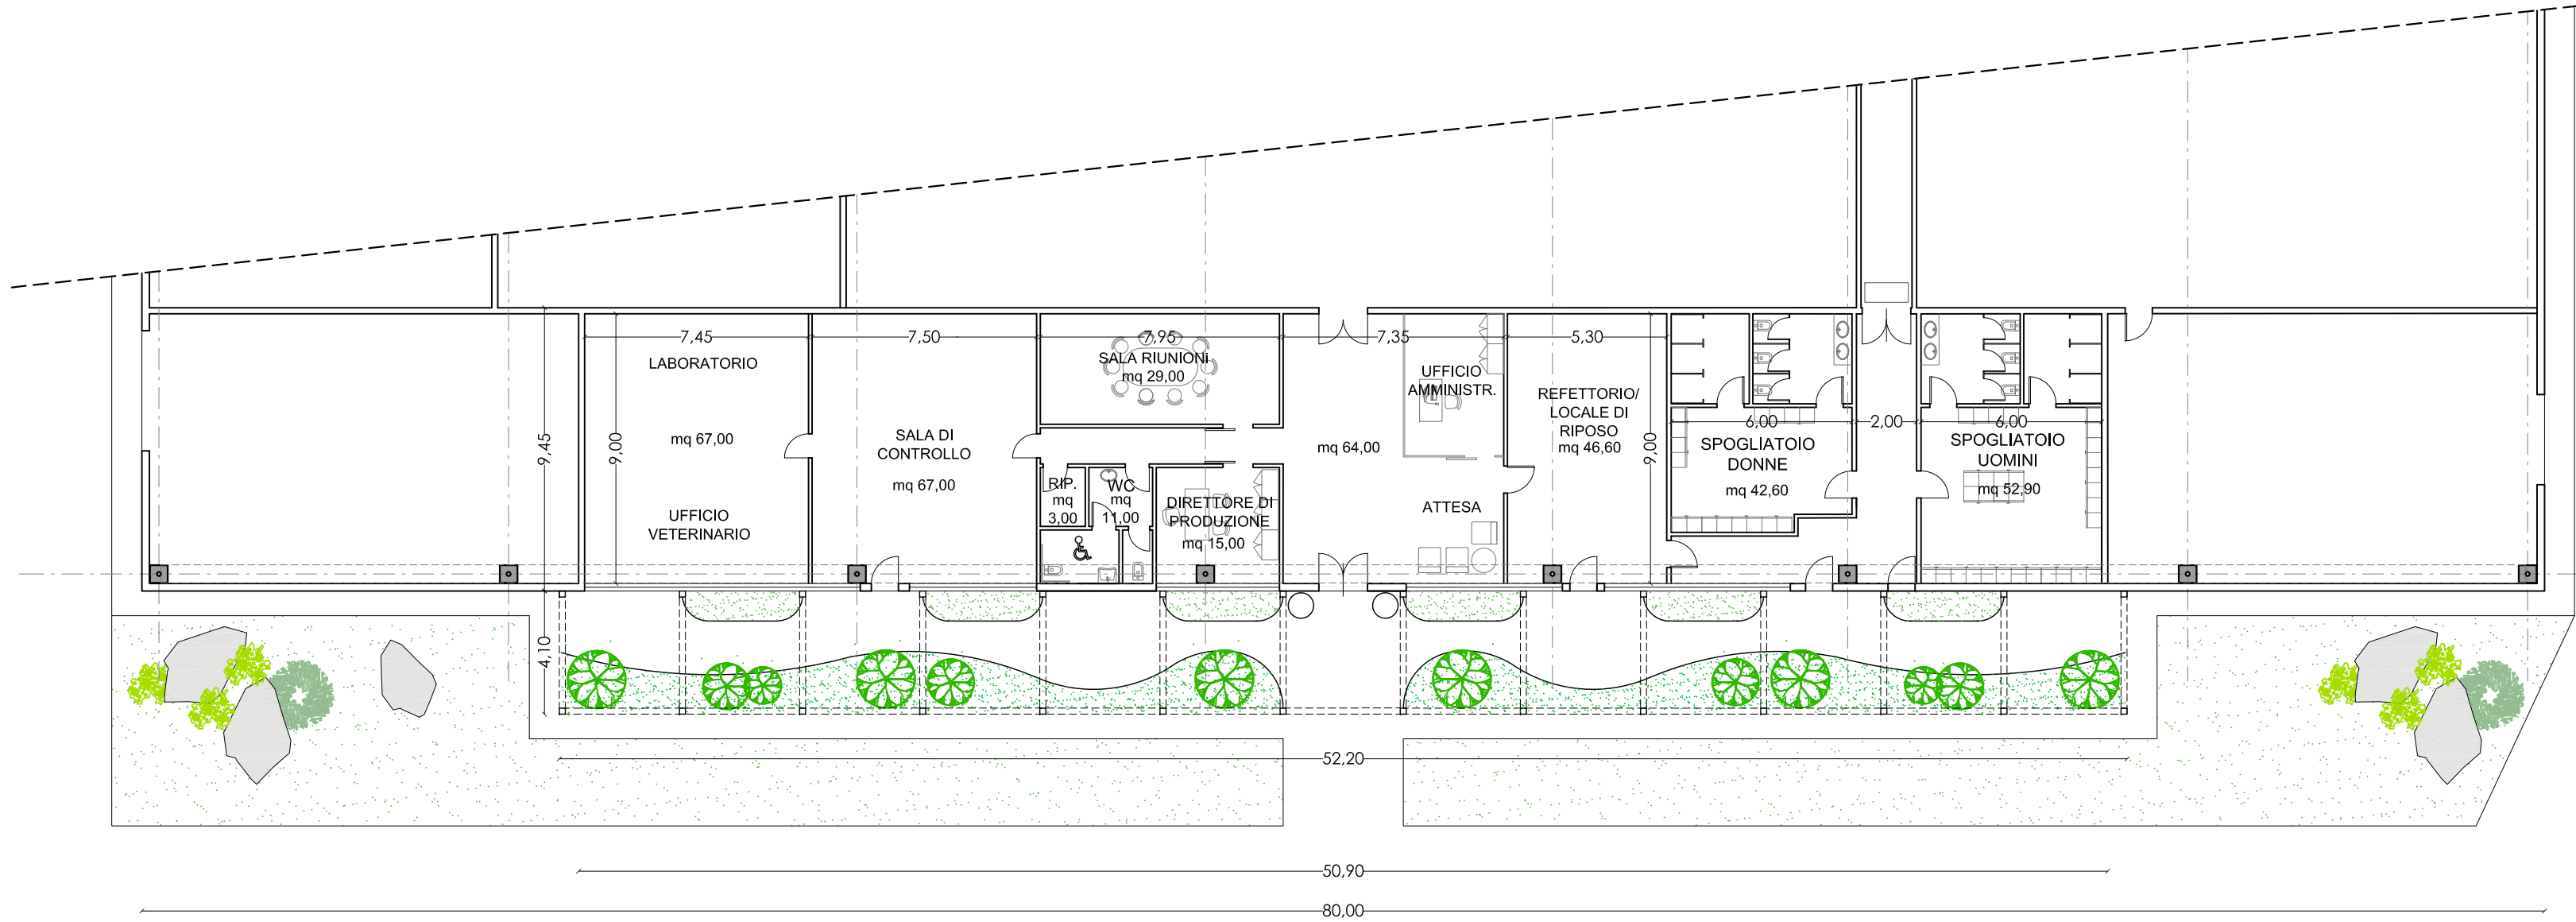 7,45
7,50
7,95
7,35
5,30
LABORATORIO
mq 67,00
UFFICIO
VETERINARIO
9,45
9,00
4,10
SALA DI
CONTROLLO
mq 67,00
SALA RIUNIONI
mq 29,00
RIP.
mq
3,00
WC
mq
11,00
DIRETTORE DI
PRODUZIONE
mq 15,00
mq 64,00
UFFICIO
AMMINISTR.
ATTESA
REFETTORIO/
LOCALE DI
RIPOSO
mq 46,60
9,00
6,00
SPOGLIATOIO
DONNE
mq 42,60
2,00
6,00
SPOGLIATOIO
UOMINI
mq 52,90
52,20
50,90
80,00